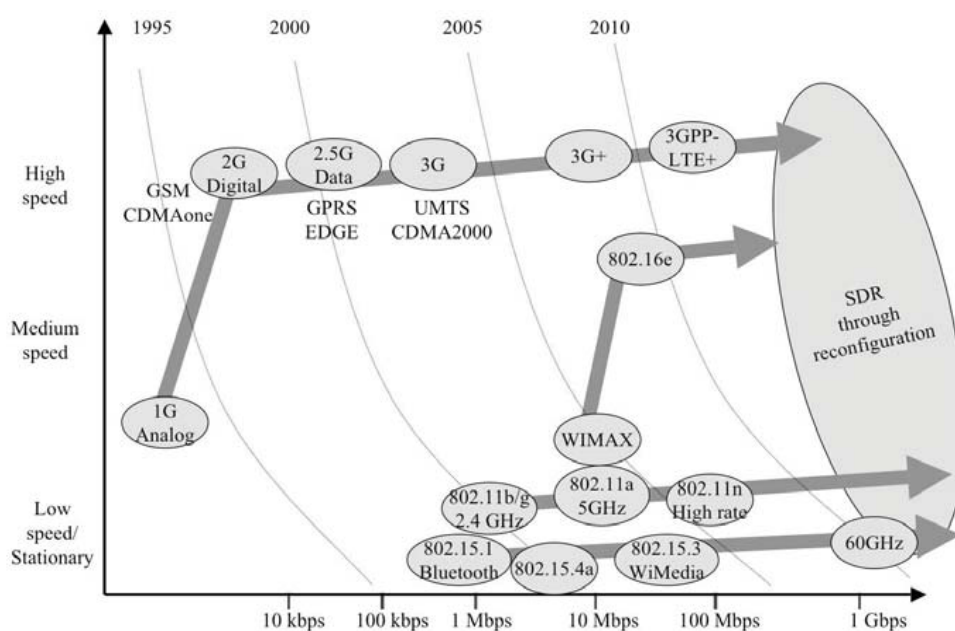 1995
2000
2005
2010
High
speed
Medium
speed
Low
speed/
Stationary
2G
Digital
2.5G
Data
3G
3G+
3GPP-
LTE+
GSM
CDMAone
GPRS
EDGE
UMTS
CDMA2000
802.16e
SDR
through
reconfiguration
1G
Analog
WIMAX
802.11b/g
2.4 GHz
802.11a
5GHz
802.11n
High rate
802.15.1
Bluetooth
802.15.4a
802.15.3
WiMedia
60GHz
10 kbps
100 kbps
1 Mbps
10 Mbps
100 Mbps
1 Gbps